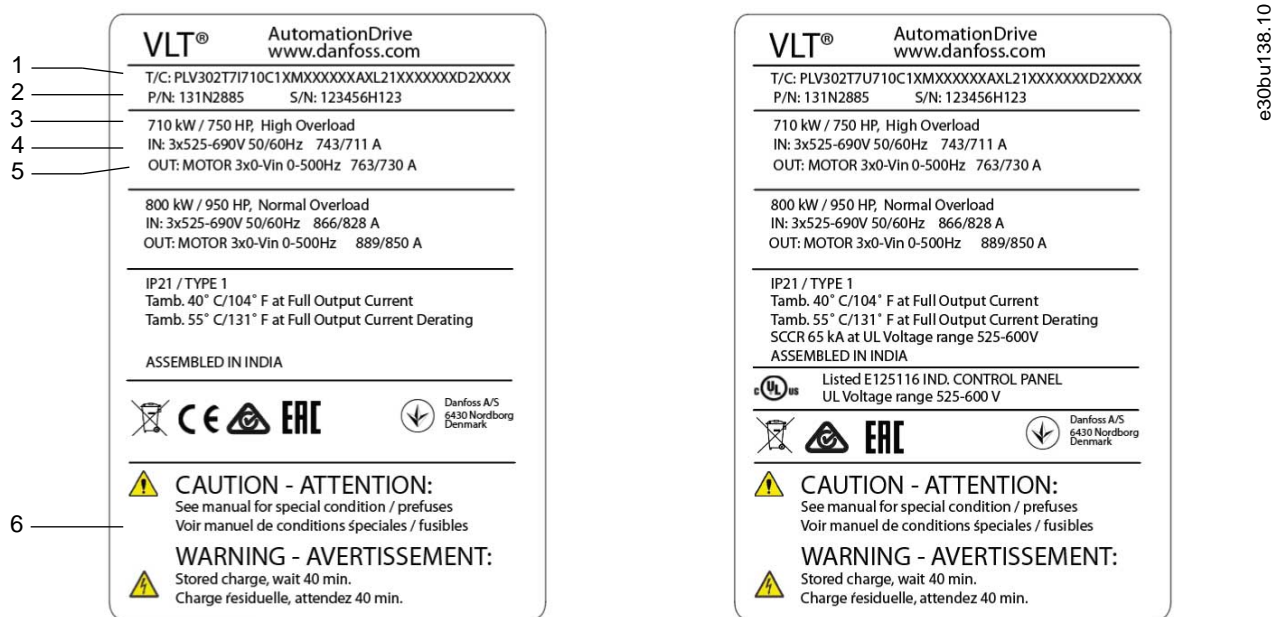 e30bu138.10
1
2
3
4
5
6
VLT® AutomationDrive
www.danfoss.com
T/C: PLV302T7I710C1XMXXXXXXAXL21XXXXXXXD2XXXX
P/N: 131N2885 S/N: 123456H123
710 kW / 750 HP, High Overload
IN: 3x525-690V 50/60Hz 743/711 A
OUT: MOTOR 3x0-Vin 0-500Hz 763/730 A
800 kW / 950 HP, Normal Overload
IN: 3x525-690V 50/60Hz 866/828 A
OUT: MOTOR 3x0-Vin 0-500Hz 889/850 A
IP21 / TYPE 1
Tamb. 40° C/104° F at Full Output Current
Tamb. 55° C/131° F at Full Output Current Derating
ASSEMBLED IN INDIA
CE EAC
Danfoss A/S
6430 Nordborg
Denmark
CAUTION - ATTENTION:
See manual for special condition / prefuses
Voir manuel de conditions śpeciales / fusibles
WARNING - AVERTISSEMENT:
Stored charge, wait 40 min.
Charge ŕesiduelle, attendez 40 min.
VLT® AutomationDrive
www.danfoss.com
T/C: PLV302T7U710C1XMXXXXXXAXL21XXXXXXXD2XXXX
P/N: 131N2885 S/N: 123456H123
710 kW / 750 HP, High Overload
IN: 3x525-690V 50/60Hz 743/711 A
OUT: MOTOR 3x0-Vin 0-500Hz 763/730 A
800 kW / 950 HP, Normal Overload
IN: 3x525-690V 50/60Hz 866/828 A
OUT: MOTOR 3x0-Vin 0-500Hz 889/850 A
IP21 / TYPE 1
Tamb. 40° C/104° F at Full Output Current
Tamb. 55° C/131° F at Full Output Current Derating
SCCR 65 kA at UL Voltage range 525-600V
ASSEMBLED IN INDIA
c UL us Listed E125116 IND. CONTROL PANEL
UL Voltage range 525-600 V
EAC
Danfoss A/S
6430 Nordborg
Denmark
CAUTION - ATTENTION:
See manual for special condition / prefuses
Voir manuel de conditions śpeciales / fusibles
WARNING - AVERTISSEMENT:
Stored charge, wait 40 min.
Charge ŕesiduelle, attendez 40 min.